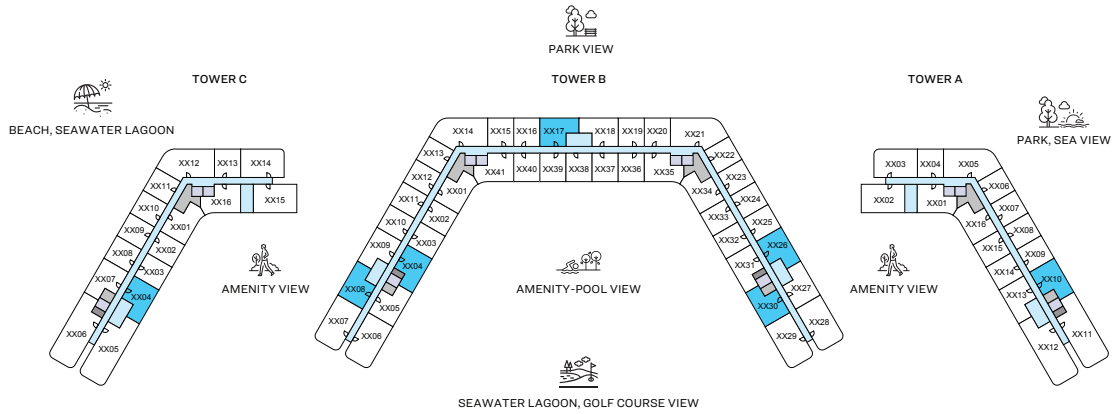 PARK VIEW
TOWER C
TOWER B
TOWER A
BEACH, SEAWATER LAGOON
PARK, SEA VIEW
XX12
XX13
XX14
XX11
XX10
XX09
XX08
XX07
XX06
XX05
XX04
XX03
XX02
XX01
XX16
XX15
XX14
XX15
XX16
XX17
XX18
XX19
XX20
XX21
XX13
XX12
XX11
XX10
XX09
XX08
XX07
XX06
XX05
XX04
XX03
XX02
XX01
XX41
XX40
XX39
XX38
XX37
XX36
XX35
XX34
XX33
XX32
XX31
XX30
XX29
XX22
XX23
XX24
XX25
XX26
XX27
XX28
XX03
XX04
XX05
XX02
XX01
XX06
XX07
XX08
XX09
XX10
XX11
XX16
XX15
XX14
XX13
XX12
AMENITY VIEW
AMENITY-POOL VIEW
AMENITY VIEW
SEAWATER LAGOON, GOLF COURSE VIEW